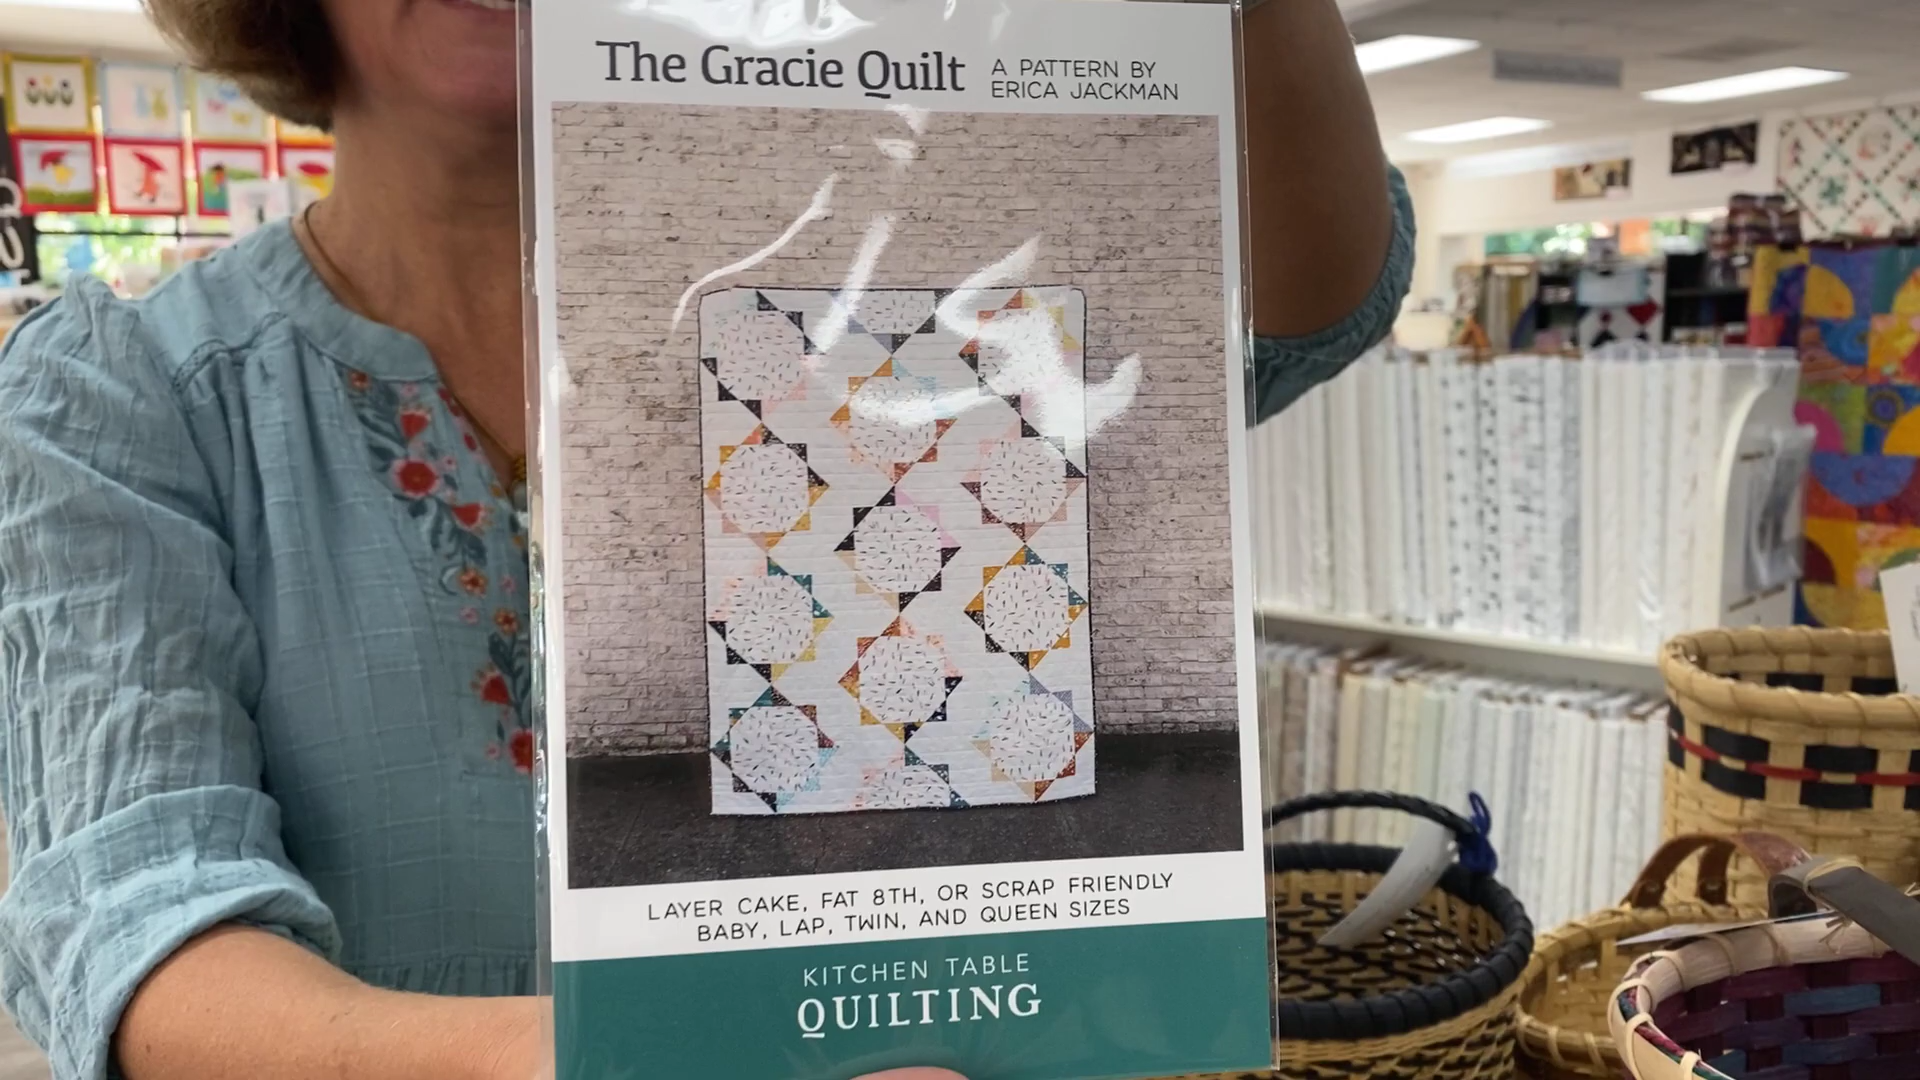 The Gracie Quilt
A PATTERN BY
ERICA JACKMAN
LAYER CAKE, FAT 8TH, OR SCRAP FRIENDLY
BABY, LAP, TWIN, AND QUEEN SIZES
KITCHEN TABLE
QUILTING